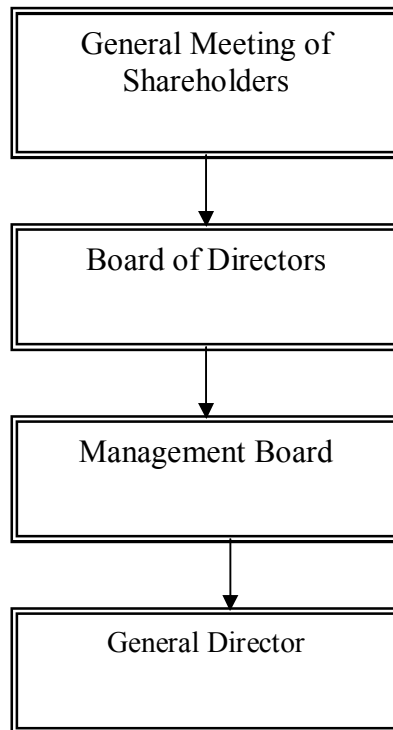 General Meeting of
Shareholders
Board of Directors
Management Board
General Director